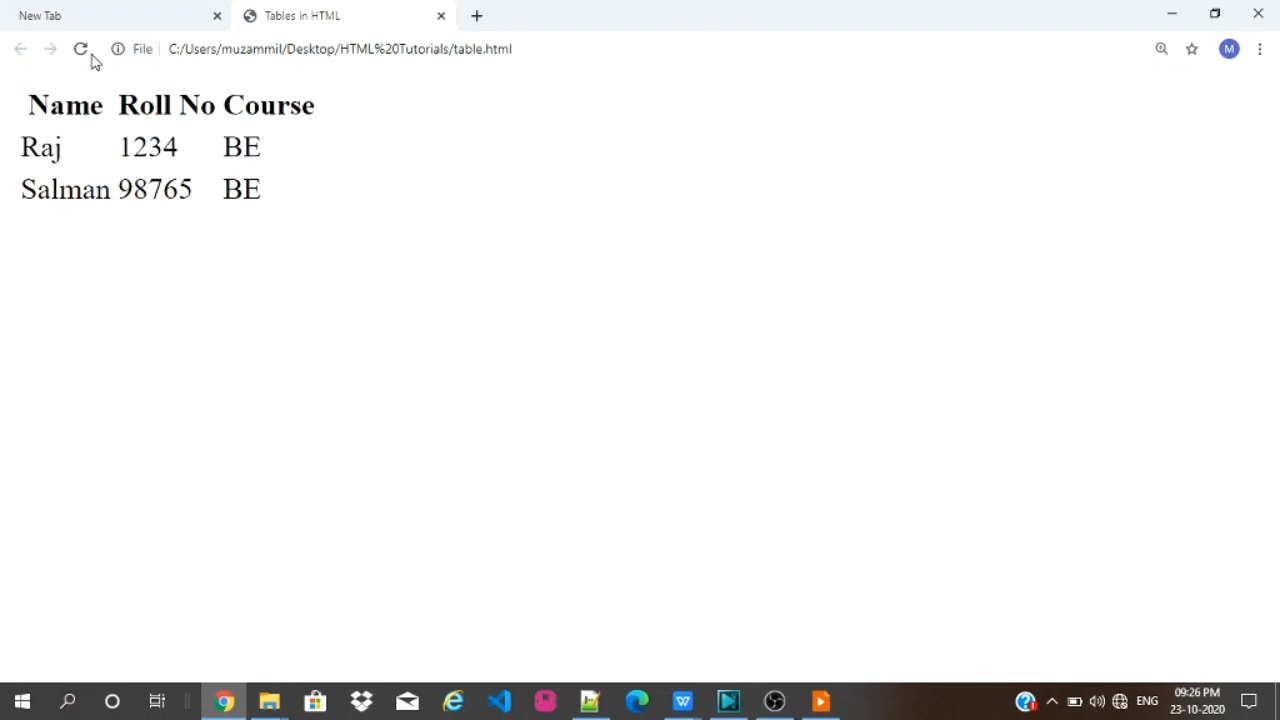 New Tab
Tables in HTML
File C:/Users/muzammil/Desktop/HTML%20Tutorials/table.html
M
Name Roll No Course
Raj 1234 BE
Salman 98765 BE
W
ENG
09:26 PM
23-10-2020